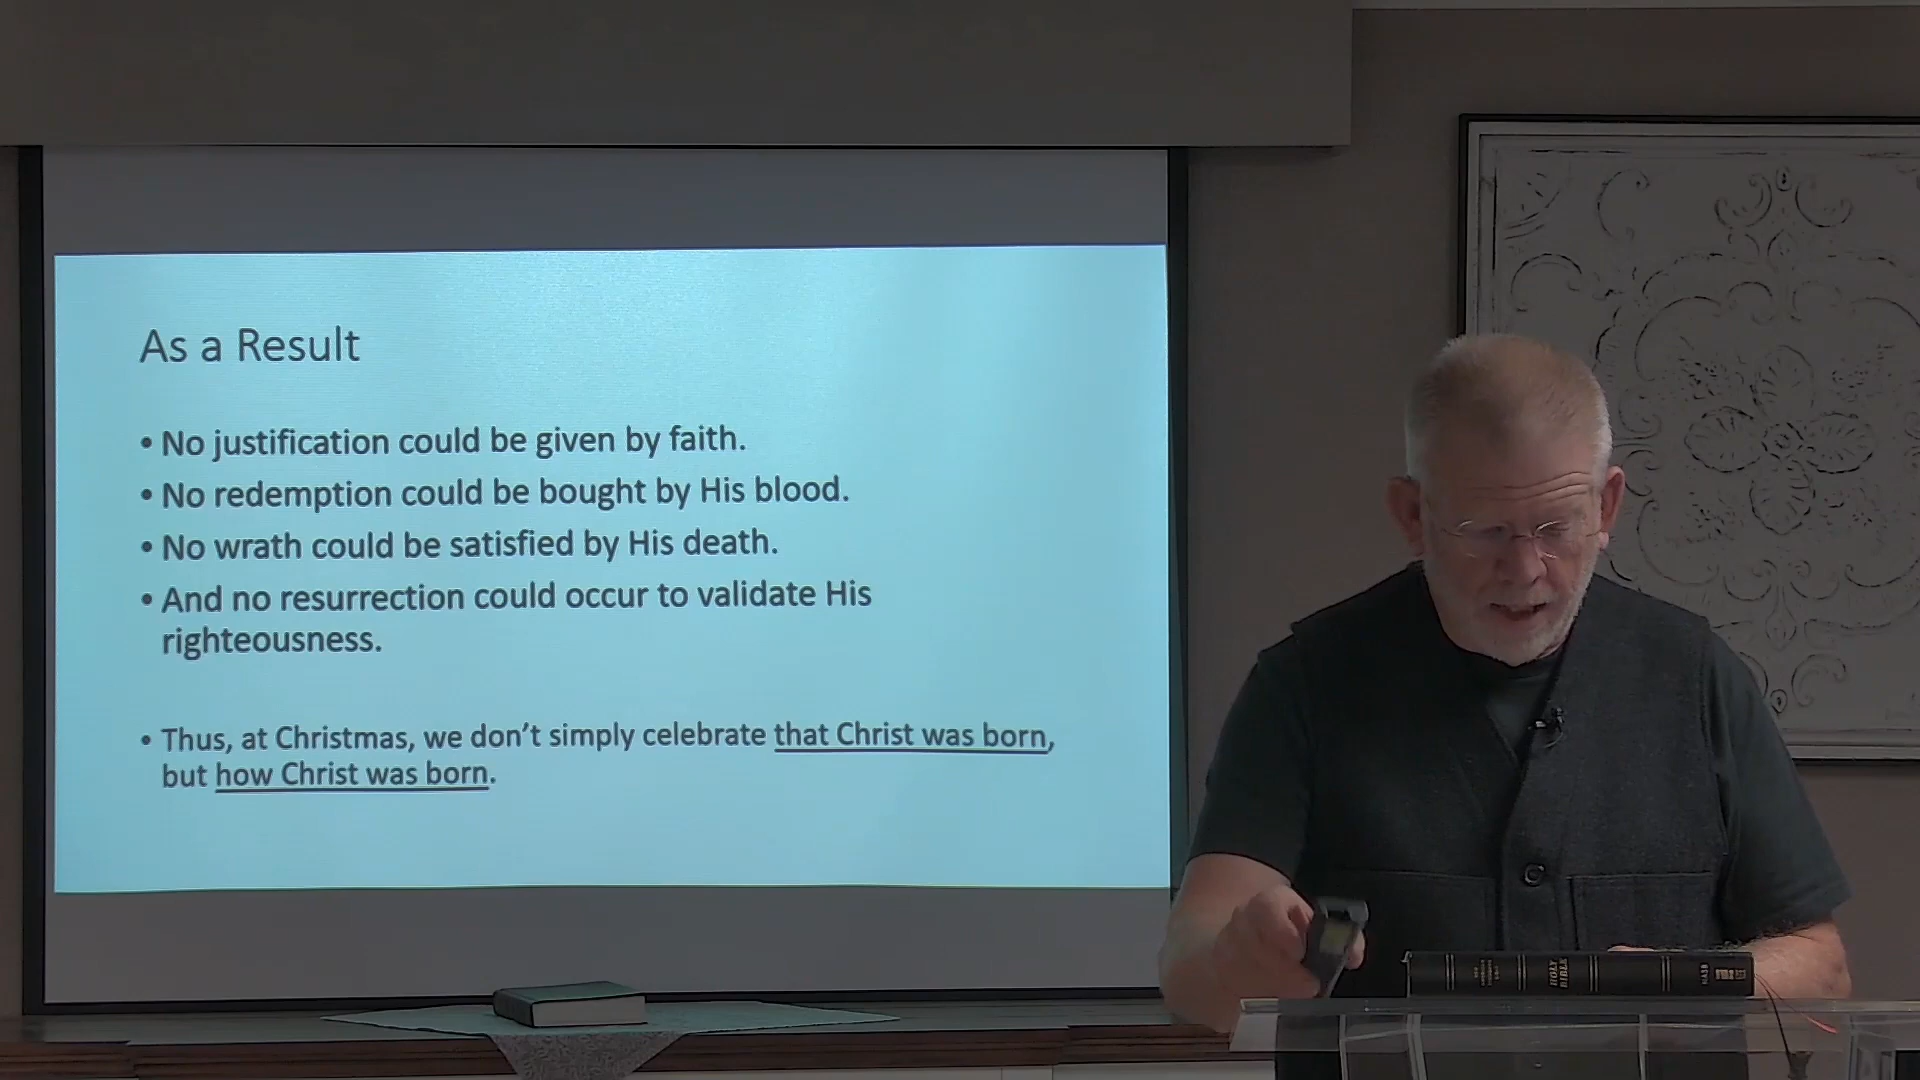 As a Result
• No justification could be given by faith.
• No redemption could be bought by His blood.
• No wrath could be satisfied by His death.
• And no resurrection could occur to validate His
righteousness.
• Thus, at Christmas, we don’t simply celebrate that Christ was born,
but how Christ was born.
HOLY
BIBLE
NASB